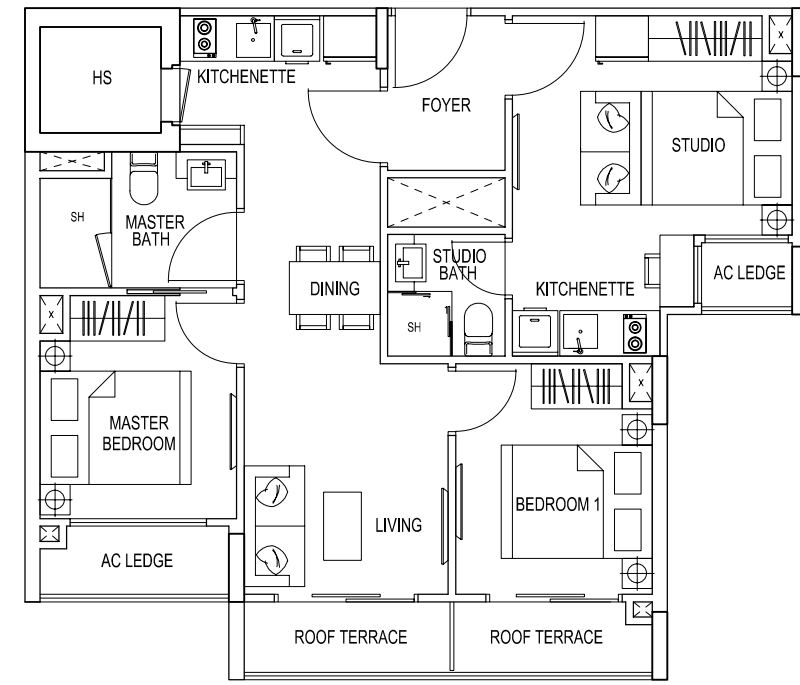 HS
KITCHENETTE
FOYER
X
STUDIO
SH
MASTER
BATH
STUDIO
BATH
AC LEDGE
DINING
KITCHENETTE
X
SH
X
MASTER
BEDROOM
BEDROOM 1
LIVING
AC LEDGE
ROOF TERRACE
ROOF TERRACE